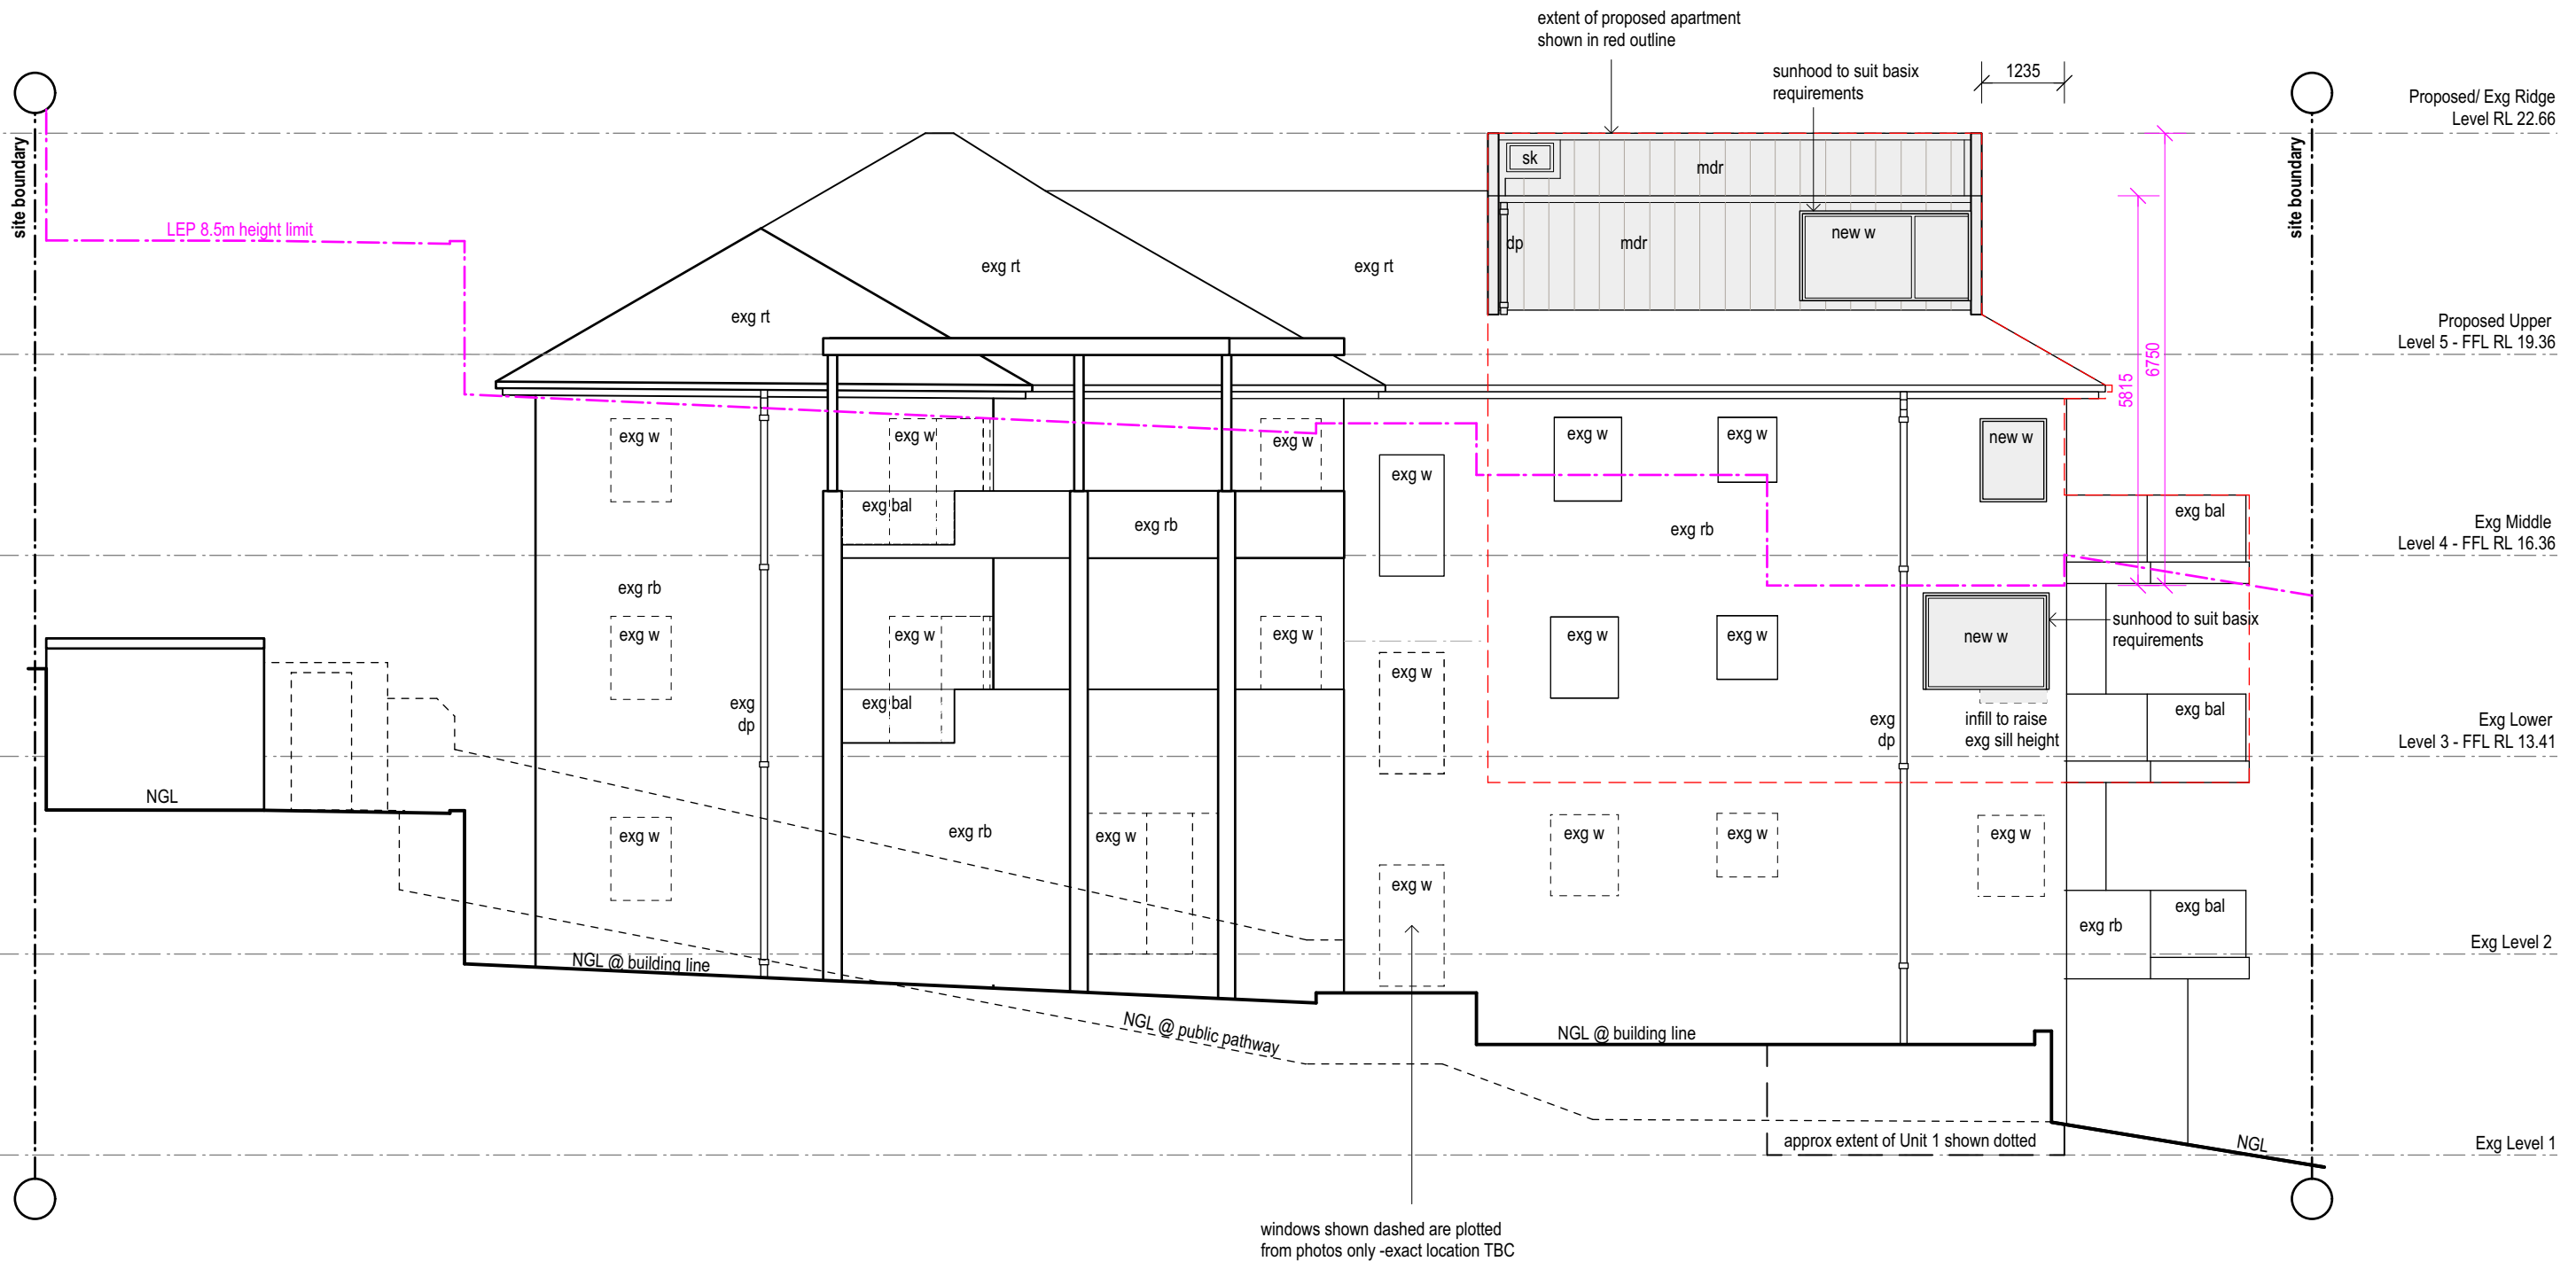 extent of proposed apartment
shown in red outline
sunhood to suit basix
requirements
1235
Proposed/ Exg Ridge
Level RL 22.66
site boundary
site boundary
LEP 8.5m height limit
sk
mdr
dp
mdr
new w
exg rt
exg rt
exg rt
Proposed Upper
Level 5 - FFL RL 19.36
5815
6750
exg w
exg w
exg w
exg w
exg w
exg w
new w
exg bal
exg rb
exg rb
exg bal
Exg Middle
Level 4 - FFL RL 16.36
exg rb
exg w
exg w
exg w
exg w
exg w
exg w
new w
sunhood to suit basix
requirements
exg
dp
exg bal
exg
dp
infill to raise
exg sill height
exg bal
Exg Lower
Level 3 - FFL RL 13.41
NGL
exg w
exg rb
exg w
exg w
exg w
exg w
exg w
exg rb
exg bal
Exg Level 2
NGL @ building line
NGL @ public pathway
NGL @ building line
approx extent of Unit 1 shown dotted
NGL
Exg Level 1
windows shown dashed are plotted
from photos only -exact location TBC